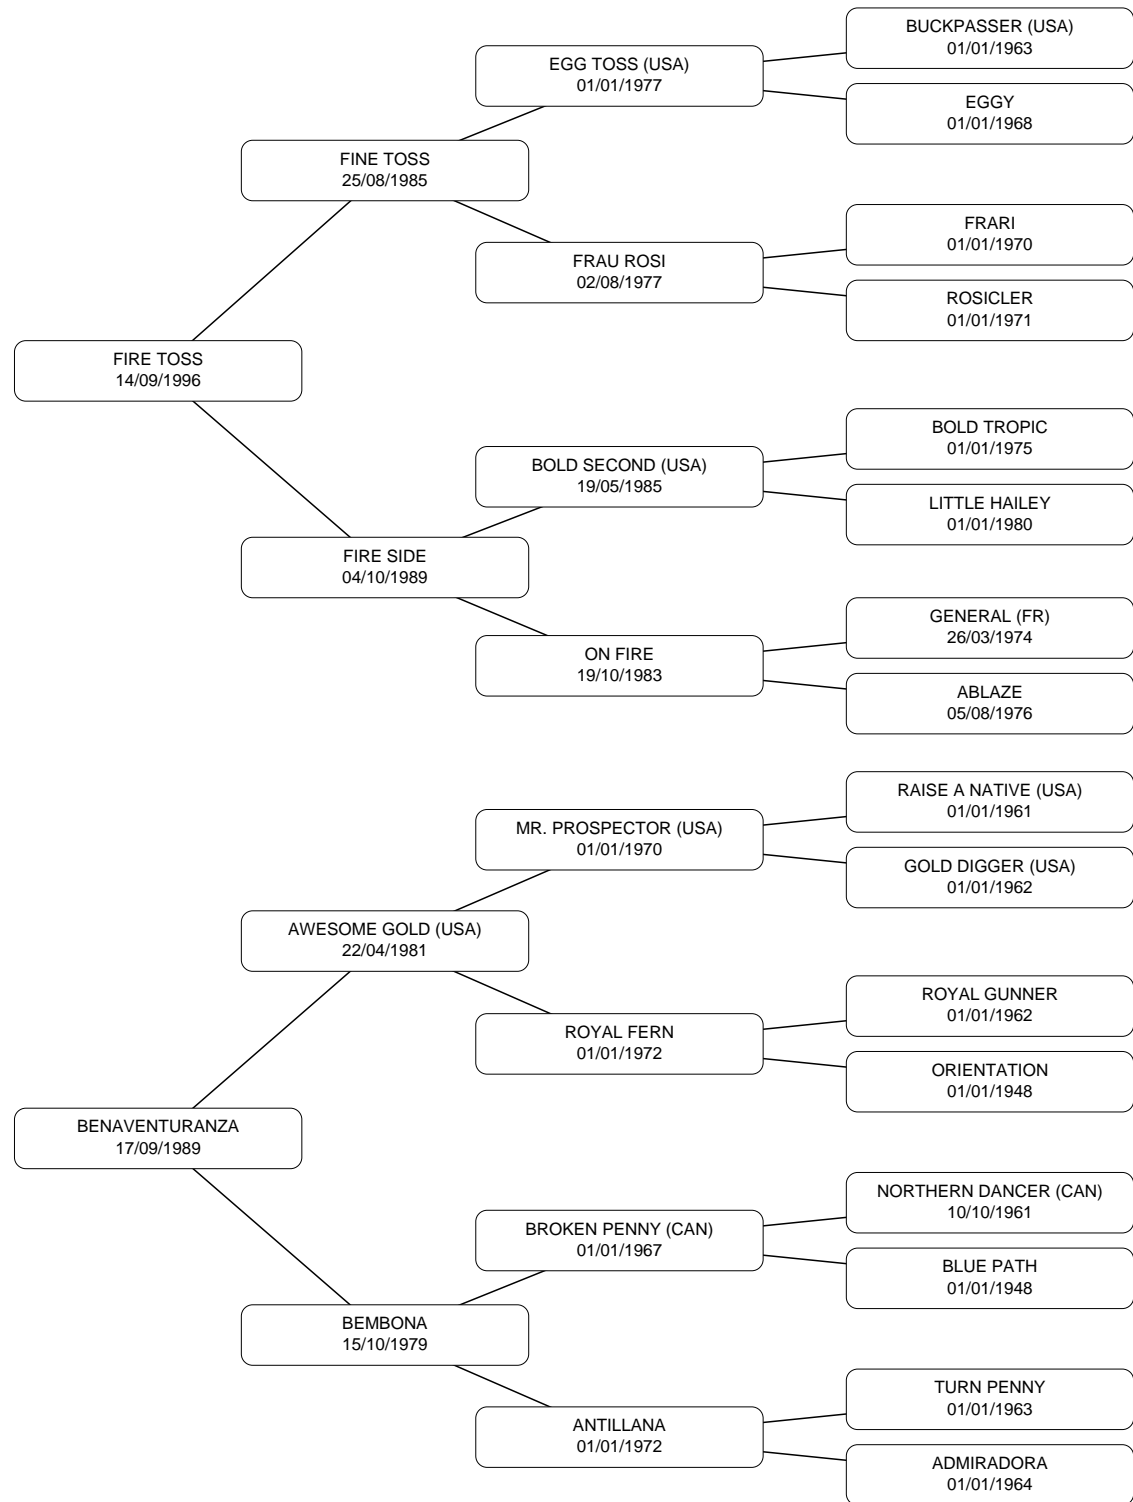 BUCKPASSER (USA)
01/01/1963
EGG TOSS (USA)
01/01/1977
EGGY
01/01/1968
FINE TOSS
25/08/1985
FRARI
01/01/1970
FRAU ROSI
02/08/1977
ROSICLER
01/01/1971
FIRE TOSS
14/09/1996
BOLD TROPIC
01/01/1975
BOLD SECOND (USA)
19/05/1985
LITTLE HAILEY
01/01/1980
FIRE SIDE
04/10/1989
GENERAL (FR)
26/03/1974
ON FIRE
19/10/1983
ABLAZE
05/08/1976
RAISE A NATIVE (USA)
01/01/1961
MR. PROSPECTOR (USA)
01/01/1970
GOLD DIGGER (USA)
01/01/1962
AWESOME GOLD (USA)
22/04/1981
ROYAL GUNNER
01/01/1962
ROYAL FERN
01/01/1972
ORIENTATION
01/01/1948
BENAVENTURANZA
17/09/1989
NORTHERN DANCER (CAN)
10/10/1961
BROKEN PENNY (CAN)
01/01/1967
BLUE PATH
01/01/1948
BEMBONA
15/10/1979
TURN PENNY
01/01/1963
ANTILLANA
01/01/1972
ADMIRADORA
01/01/1964